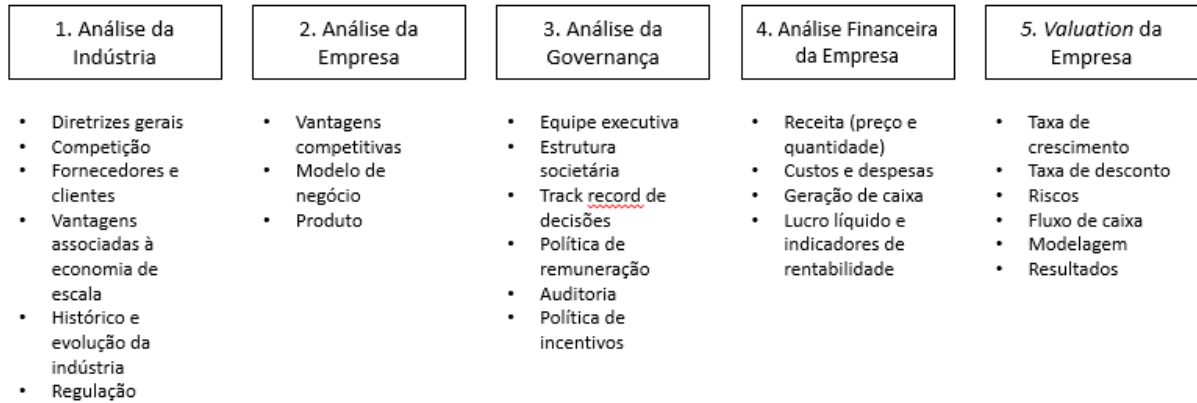 1. Análise da
Indústria
• Diretrizes gerais
• Competição
• Fornecedores e
clientes
• Vantagens
associadas à
economia de
escala
• Histórico e
evolução da
indústria
• Regulação
2. Análise da
Empresa
• Vantagens
competitivas
• Modelo de
negócio
• Produto
3. Análise da
Governança
• Equipe executiva
• Estrutura
societária
• Track record de
decisões
• Política de
remuneração
• Auditoria
• Política de
incentivos
4. Análise Financeira
da Empresa
• Receita (preço e
quantidade)
• Custos e despesas
• Geração de caixa
• Lucro líquido e
indicadores de
rentabilidade
5. Valuation da
Empresa
• Taxa de
crescimento
• Taxa de desconto
• Riscos
• Fluxo de caixa
• Modelagem
• Resultados